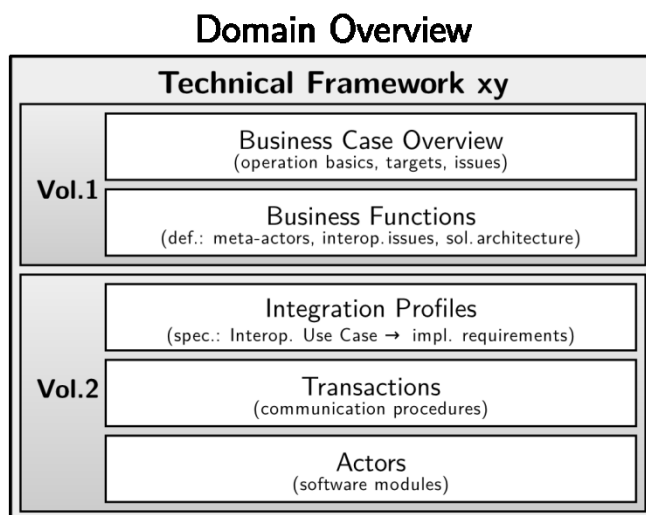 Domain Overview
Technical Framework xy
Vol.1
Business Case Overview
(operation basics, targets, issues)
Business Functions
(def.: meta-actors, interop. issues, sol. architecture)
Vol.2
Integration Profiles
(spec.: Interop. Use Case → impl. requirements)
Transactions
(communication procedures)
Actors
(software modules)